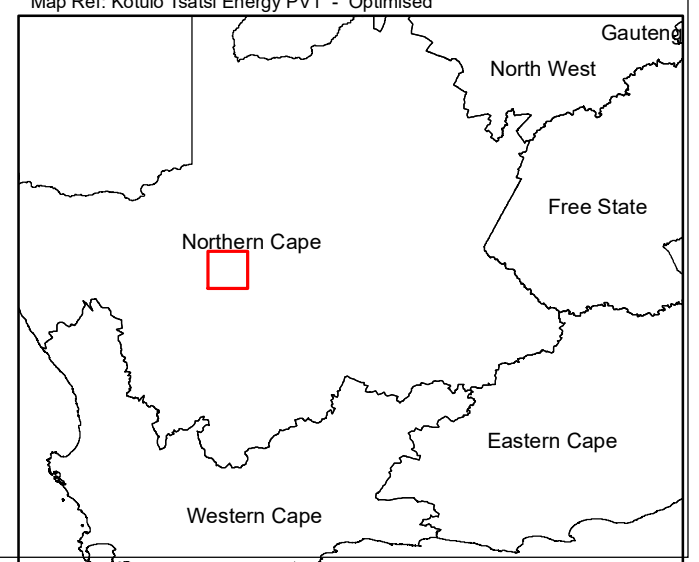 Map Ref: Kotulo Tsatsi Energy PV1 - Optimised
Gauteng
North West
Free State
Northern Cape
Eastern Cape
Western Cape